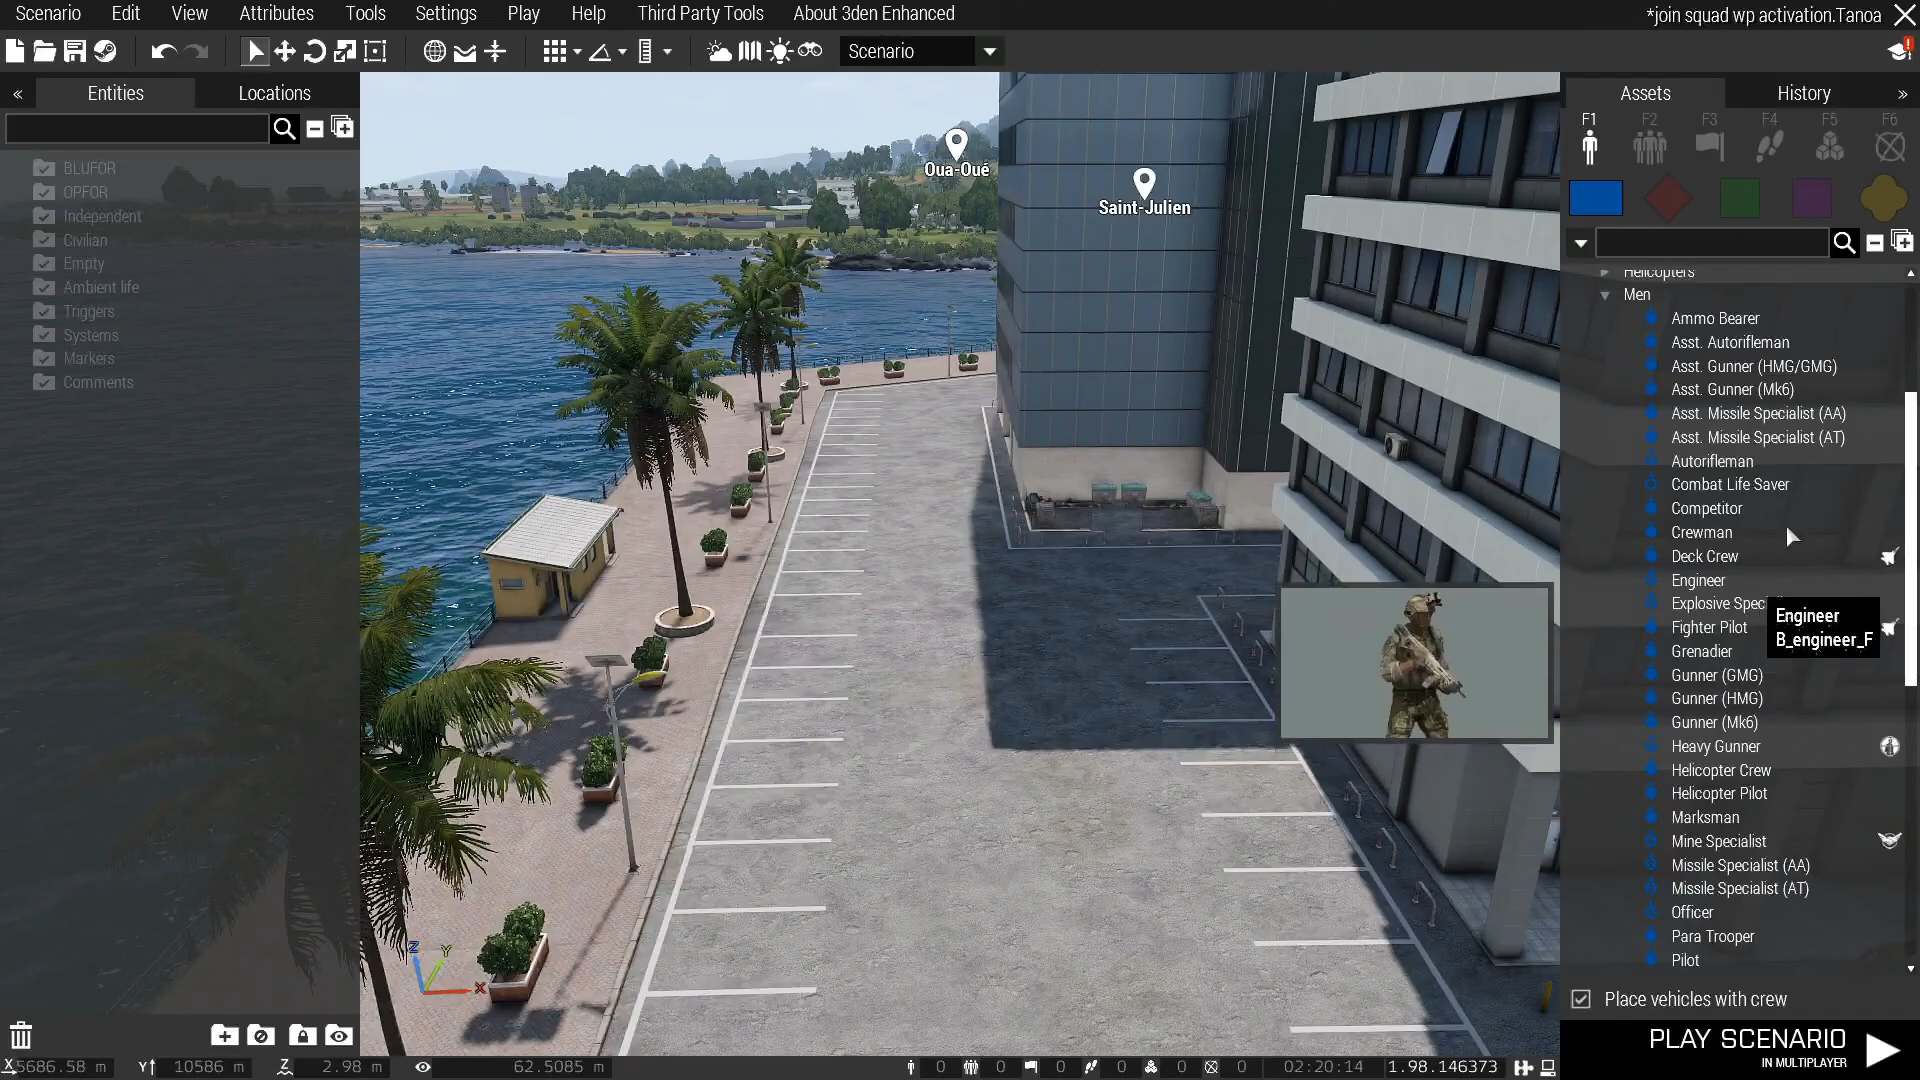 Scenario Edit View Attributes Tools Settings Play Help Third Party Tools About 3den Enhanced *join squad wp activation.Tanoa
Scenario
« Entities Locations
BLUFOR
OPFOR
Independent
Civilian
Empty
Ambient life
Triggers
Systems
Markers
Comments
Oua-Oué
Saint-Julien
Assets History »
F1 F2 F3 F4 F5 F6
Helicopters
Men
Ammo Bearer
Asst. Autorifleman
Asst. Gunner (HMG/GMG)
Asst. Gunner (Mk6)
Asst. Missile Specialist (AA)
Asst. Missile Specialist (AT)
Autorifleman
Combat Life Saver
Competitor
Crewman
Deck Crew
Engineer
Explosive Speci
Engineer
B_engineer_F
Fighter Pilot
Grenadier
Gunner (GMG)
Gunner (HMG)
Gunner (Mk6)
Heavy Gunner
Helicopter Crew
Helicopter Pilot
Marksman
Mine Specialist
Missile Specialist (AA)
Missile Specialist (AT)
Officer
Para Trooper
Pilot
Place vehicles with crew
PLAY SCENARIO
IN MULTIPLAYER
Z Y X
X 5686.58 m Y 10586 m Z 2.98 m 62.5085 m 0 0 0 0 0 0 02:20:14 1.98.146373